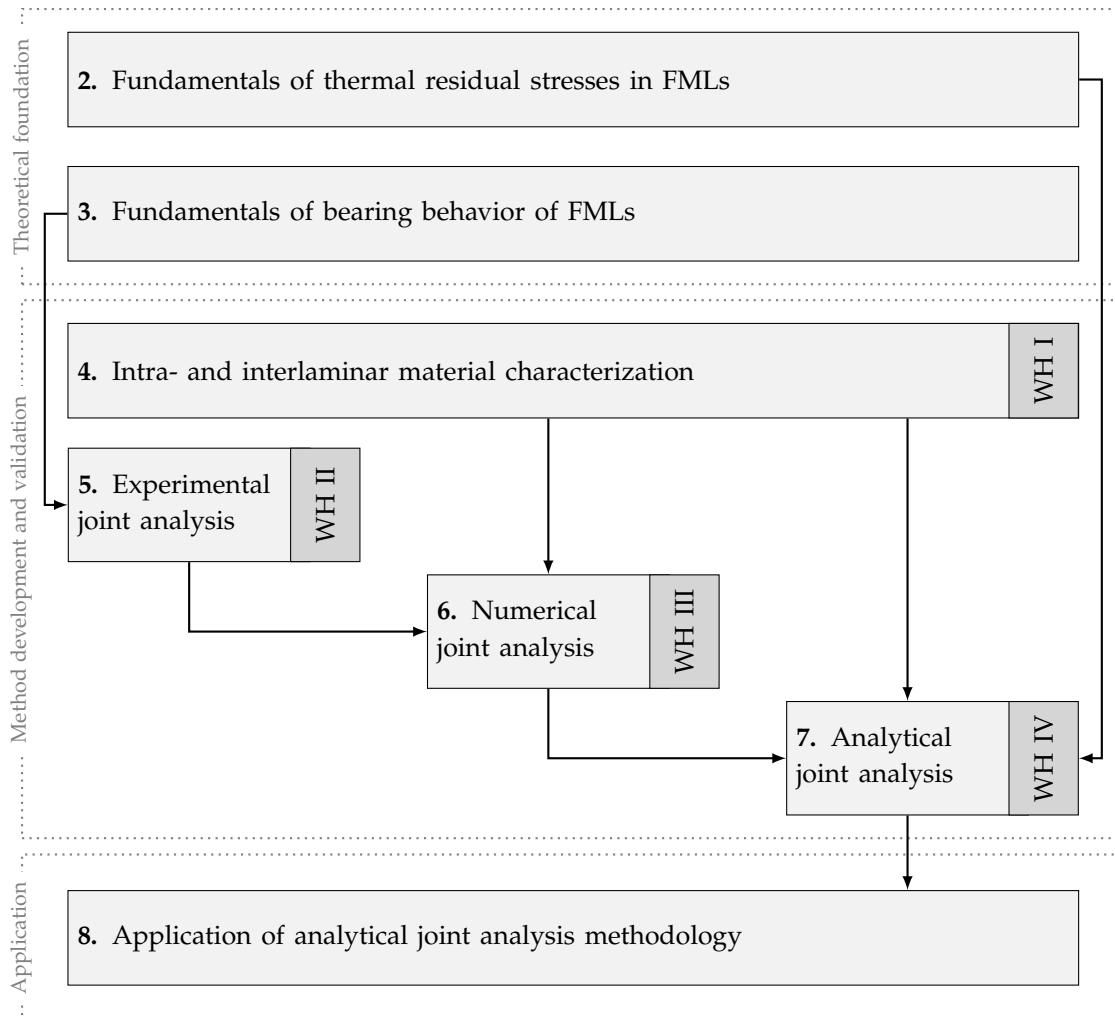 Theoretical foundation
2. Fundamentals of thermal residual stresses in FMLs
3. Fundamentals of bearing behavior of FMLs
Method development and validation
4. Intra- and interlaminar material characterization
WH I
5. Experimental
joint analysis
WH II
6. Numerical
joint analysis
WH III
7. Analytical
joint analysis
WH IV
Application
8. Application of analytical joint analysis methodology